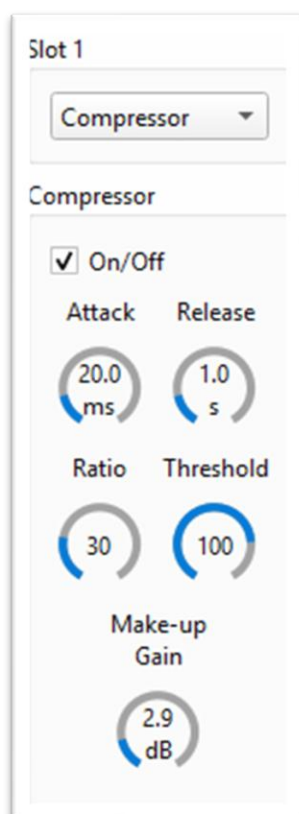 Slot 1
Compressor
Compressor
On/Off
Attack Release
20.0 1.0
ms s
Ratio Threshold
30 100
Make-up
Gain
2.9
dB